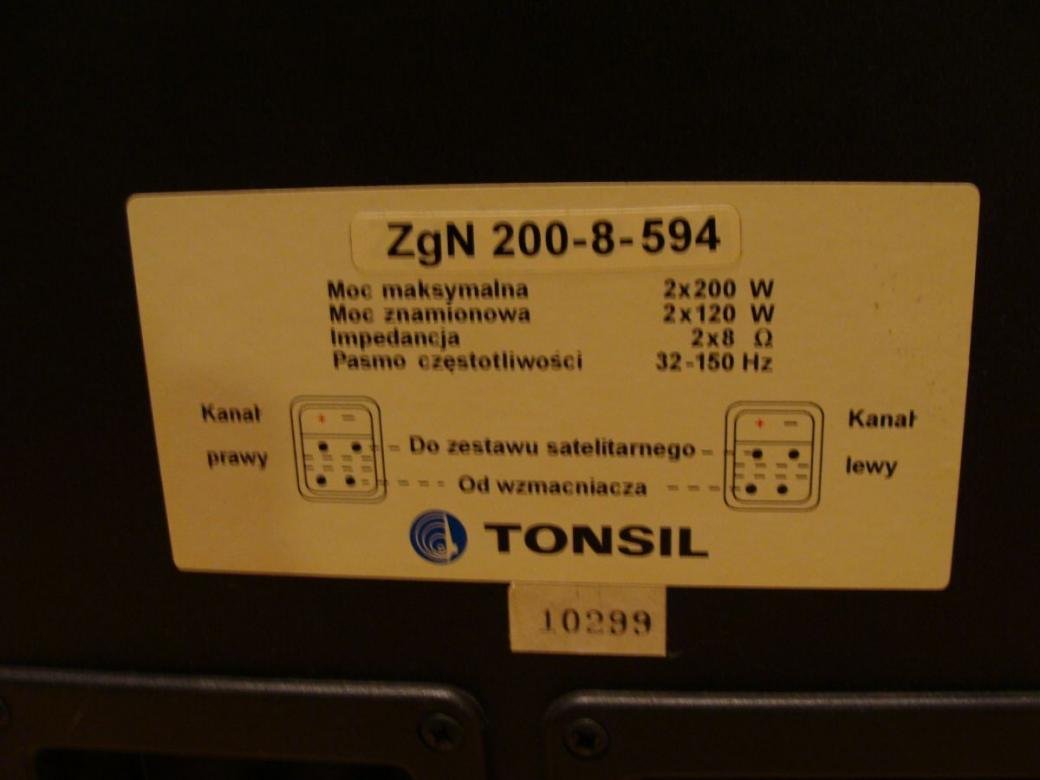 ZgN 200-8-594
Moc maksymalna 2x200 W
Moc znamionowa 2x120 W
Impedancja 2x8 Ω
Pasmo częstotliwości 32-150 Hz
Kanał prawy
+ −
Do zestawu satelitarnego
Od wzmacniacza
+ −
Kanał lewy
TONSIL
10299